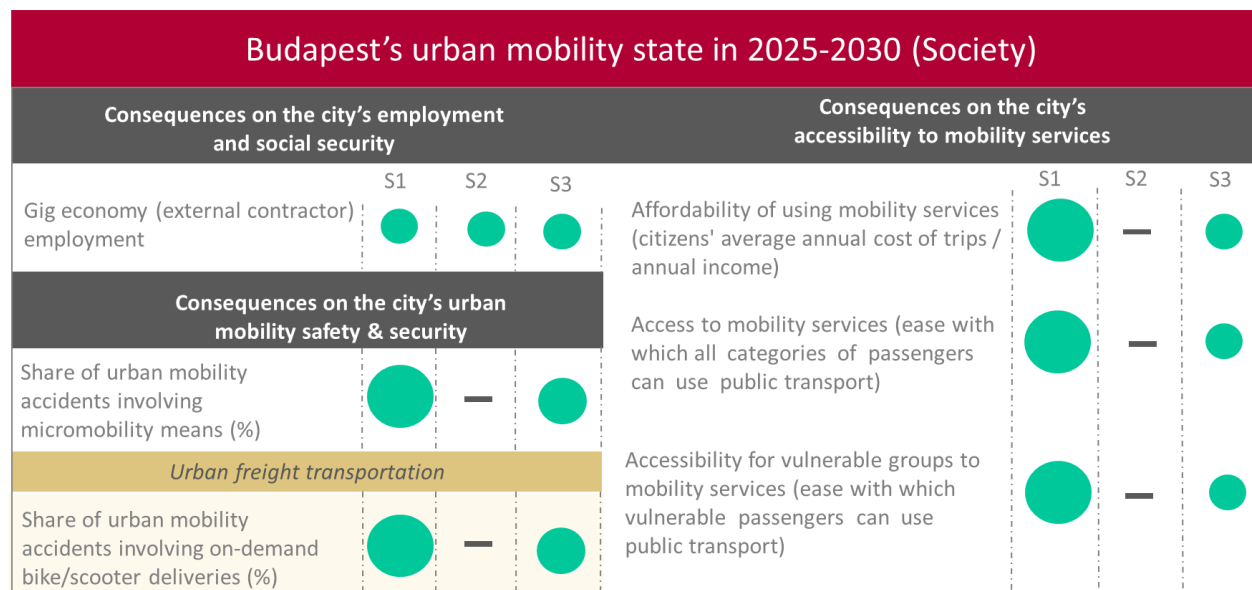 Budapest’s urban mobility state in 2025-2030 (Society)
Consequences on the city’s employment
and social security
S1 S2 S3
Gig economy (external contractor)
employment
Consequences on the city’s urban
mobility safety & security
Share of urban mobility
accidents involving
micromobility means (%)
Urban freight transportation
Share of urban mobility
accidents involving on-demand
bike/scooter deliveries (%)
Consequences on the city’s
accessibility to mobility services
S1 S2 S3
Affordability of using mobility services
(citizens' average annual cost of trips /
annual income)
Access to mobility services (ease with
which all categories of passengers
can use public transport)
Accessibility for vulnerable groups to
mobility services (ease with which
vulnerable passengers can use
public transport)